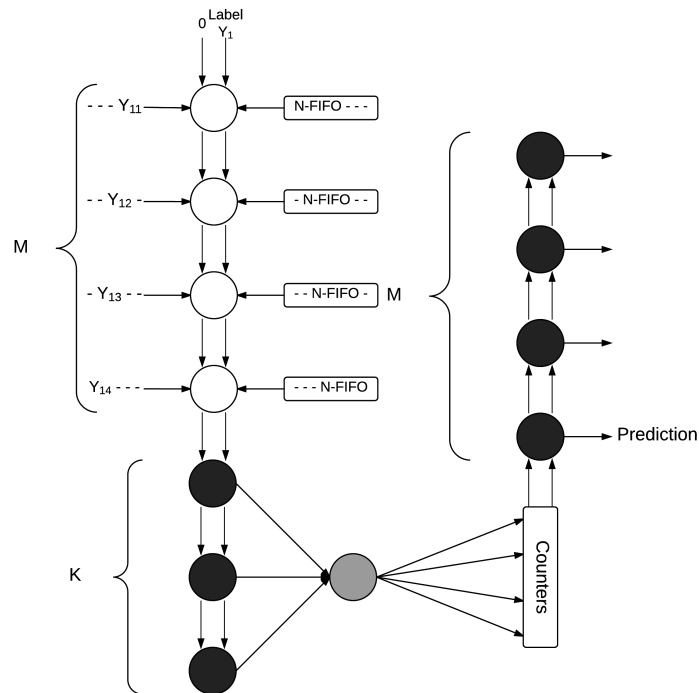 0 Label
Y1
- - - Y11
N-FIFO - - -
- - Y12
- N-FIFO - -
M
- Y13
- - N-FIFO -
M
Y14 - - -
- - - N-FIFO
Prediction
K
Counters